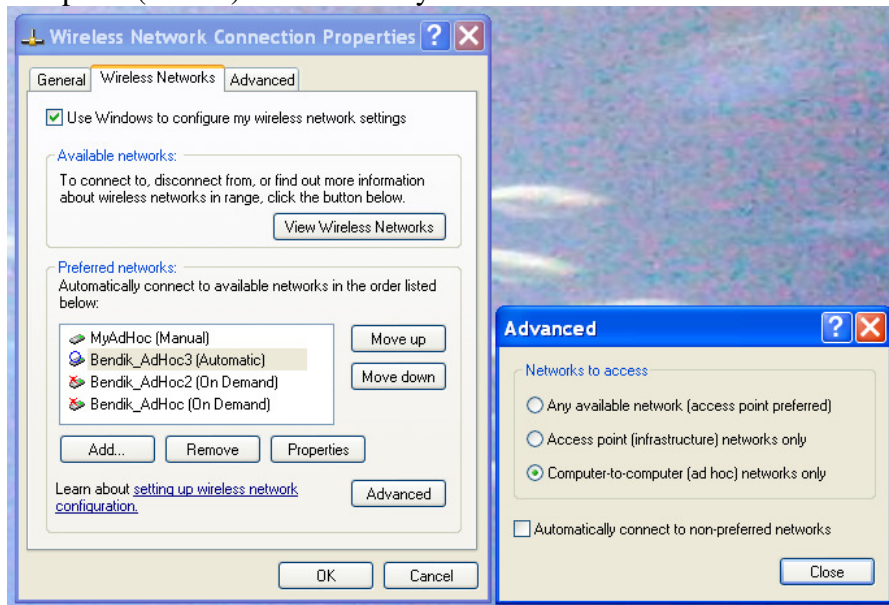 Wireless Network Connection Properties
General Wireless Networks Advanced
Use Windows to configure my wireless network settings
Available networks:
To connect to, disconnect from, or find out more information
about wireless networks in range, click the button below.
View Wireless Networks
Preferred networks:
Automatically connect to available networks in the order listed
below:
MyAdHoc (Manual)
Bendik_AdHoc3 (Automatic)
Bendik_AdHoc2 (On Demand)
Bendik_AdHoc (On Demand)
Move up
Move down
Add... Remove Properties
Learn about setting up wireless network
configuration.
Advanced
OK Cancel
Advanced
Networks to access
Any available network (access point preferred)
Access point (infrastructure) networks only
Computer-to-computer (ad hoc) networks only
Automatically connect to non-preferred networks
Close